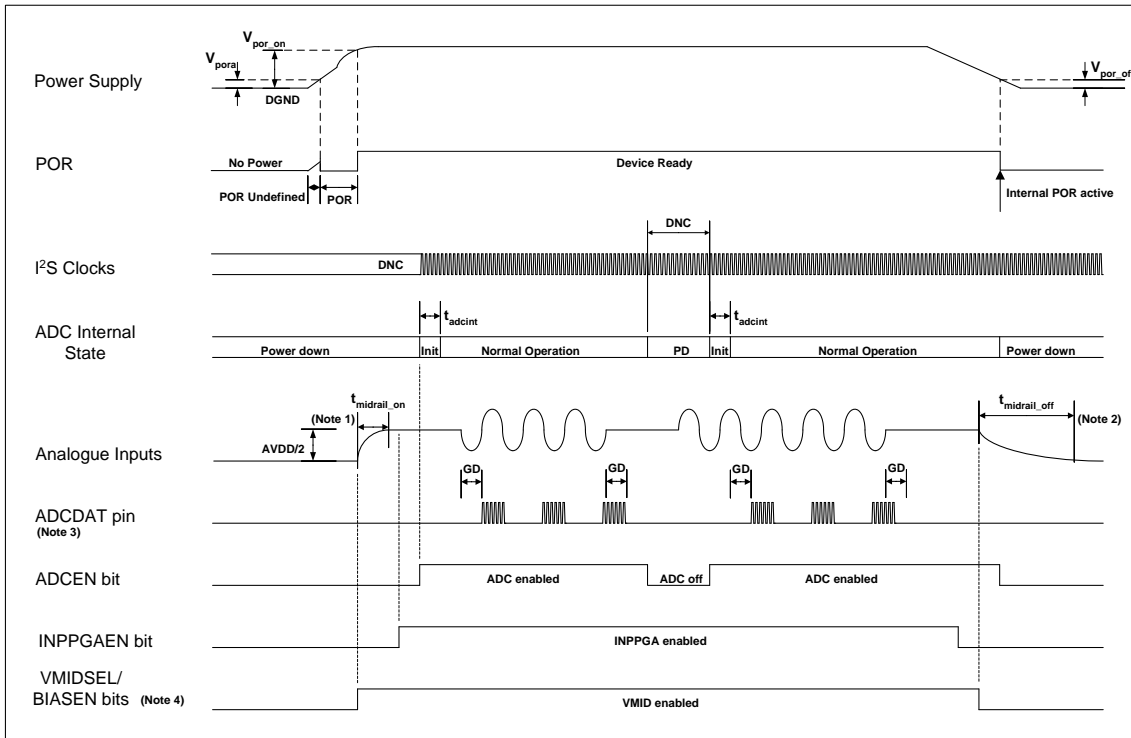 V por_on
V pora
V por_off
Power Supply
DGND
POR
No Power
Device Ready
POR Undefined
POR
Internal POR active
DNC
I²S Clocks
DNC
t adcint
t adcint
ADC Internal
State
Power down
Init
Normal Operation
PD
Init
Normal Operation
Power down
t midrail_on
(Note 1)
t midrail_off
(Note 2)
Analogue Inputs
AVDD/2
GD
GD
GD
GD
ADCDAT pin
(Note 3)
ADCEN bit
ADC enabled
ADC off
ADC enabled
INPPGAEN bit
INPPGA enabled
VMIDSEL/
BIASEN bits (Note 4)
VMID enabled